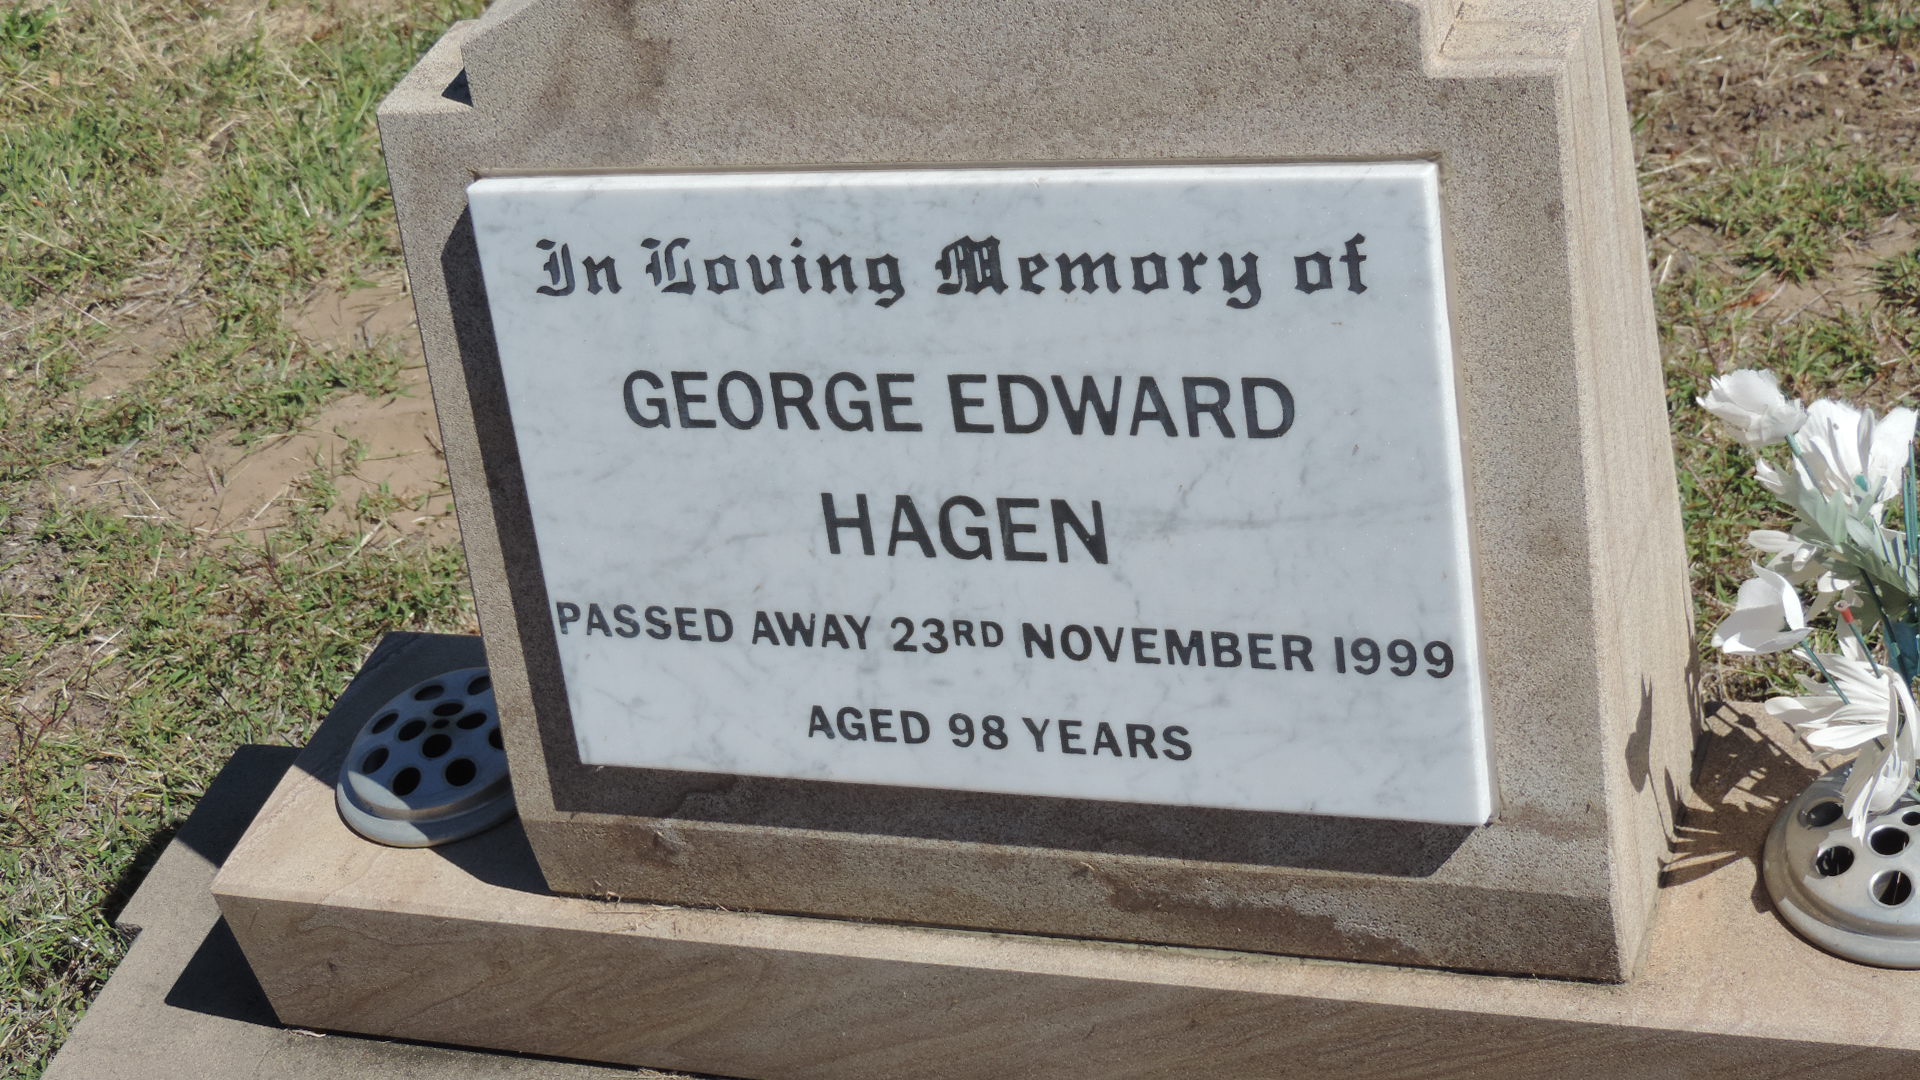 In Loving Memory of
GEORGE EDWARD
HAGEN
PASSED AWAY 23RD NOVEMBER 1999
AGED 98 YEARS